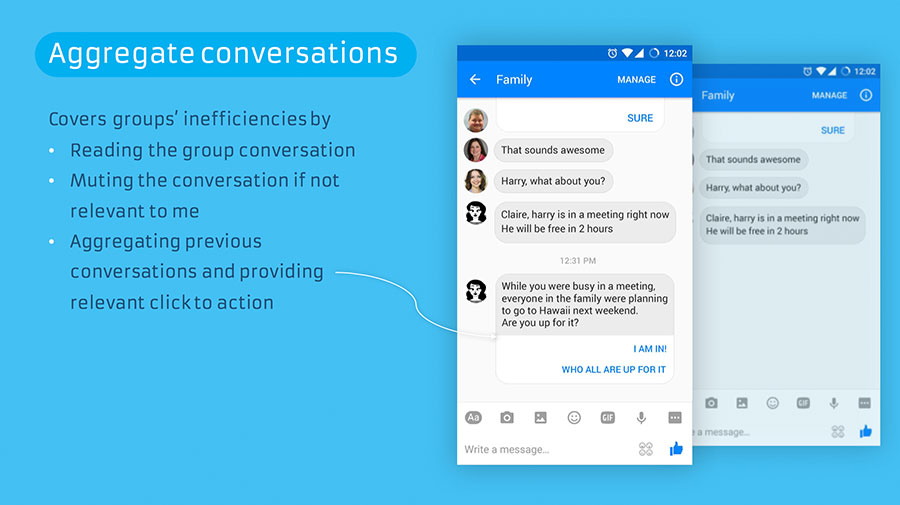 Aggregate conversations
Covers groups' inefficiencies by
• Reading the group conversation
• Muting the conversation if not
relevant to me
• Aggregating previous
conversations and providing
relevant click to action
12:02
Family
MANAGE
SURE
That sounds awesome
Harry, what about you?
Claire, harry is in a meeting right now
He will be free in 2 hours
12:31 PM
While you were busy in a meeting,
everyone in the family were planning
to go to Hawaii next weekend.
Are you up for it?
I AM IN!
WHO ALL ARE UP FOR IT
Aa
GIF
Write a message...
12:02
Family
MANAGE
SURE
That sounds awesome
Harry, what about you?
Claire, harry is in a meeting right now
He will be free in 2 hours
GIF
a message...